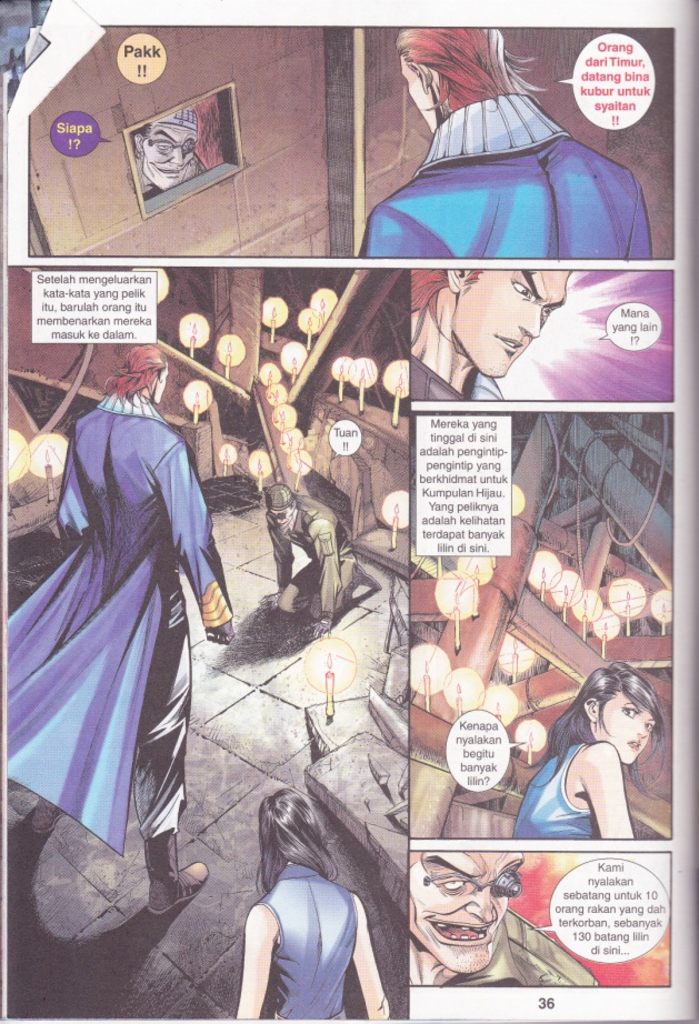 Pakk
!!
Siapa
!?
Orang
dari Timur,
datang bina
kubur untuk
syaitan
!!
Setelah mengeluarkan
kata-kata yang pelik
itu, barulah orang itu
membenarkan mereka
masuk ke dalam.
Tuan
!!
Mana
yang lain
!?
Mereka yang
tinggal di sini
adalah pengintip-
pengintip yang
berkhidmat untuk
Kumpulan Hijau.
Yang peliknya
adalah kelihatan
terdapat banyak
lilin di sini.
Kenapa
nyalakan
begitu
banyak
lilin?
Kami
nyalakan
sebatang untuk 10
orang rakan yang dah
terkorban, sebanyak
130 batang lilin
di sini...
36